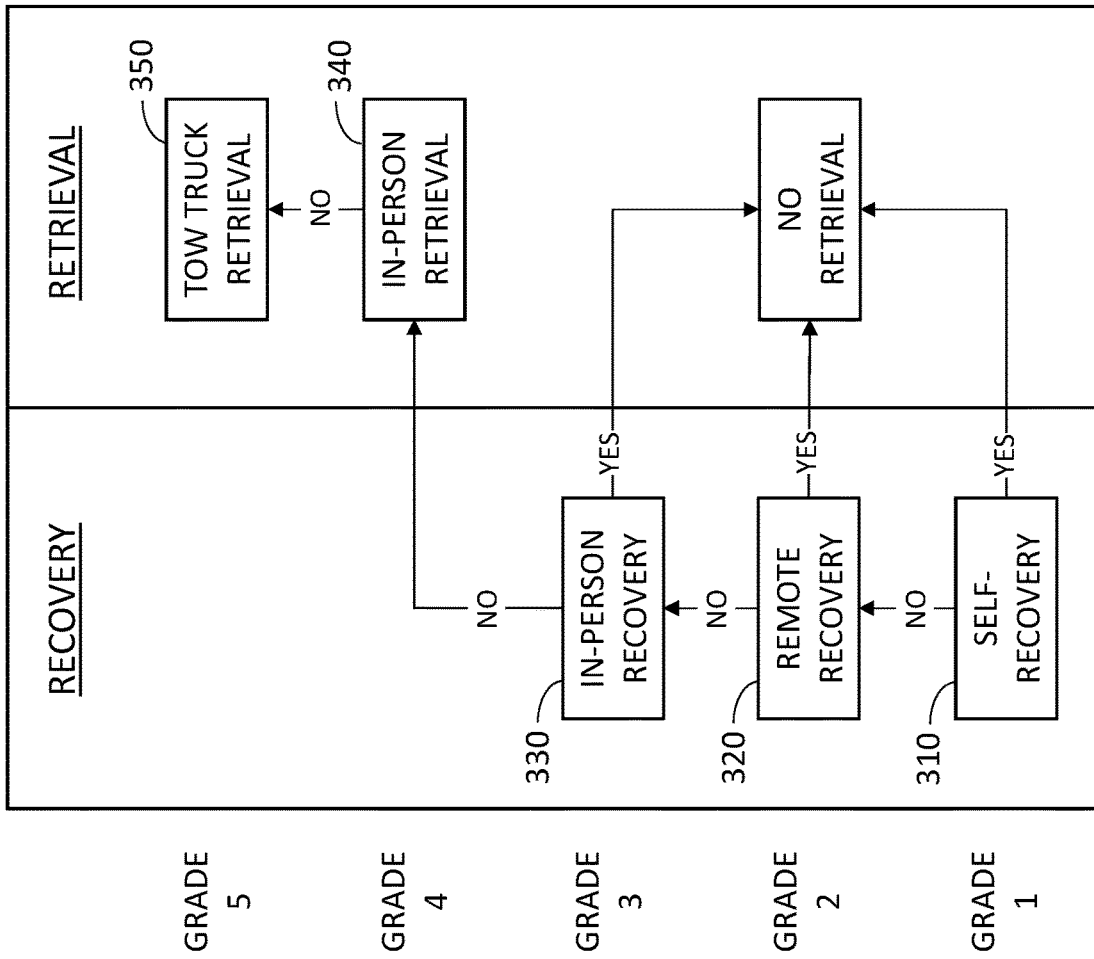 RECOVERY
RETRIEVAL
GRADE
5
TOW TRUCK
RETRIEVAL
350
NO
GRADE
4
IN-PERSON
RETRIEVAL
340
NO
GRADE
3
330
IN-PERSON
RECOVERY
YES
NO
GRADE
2
320
REMOTE
RECOVERY
YES
NO
RETRIEVAL
NO
GRADE
1
310
SELF-
RECOVERY
YES